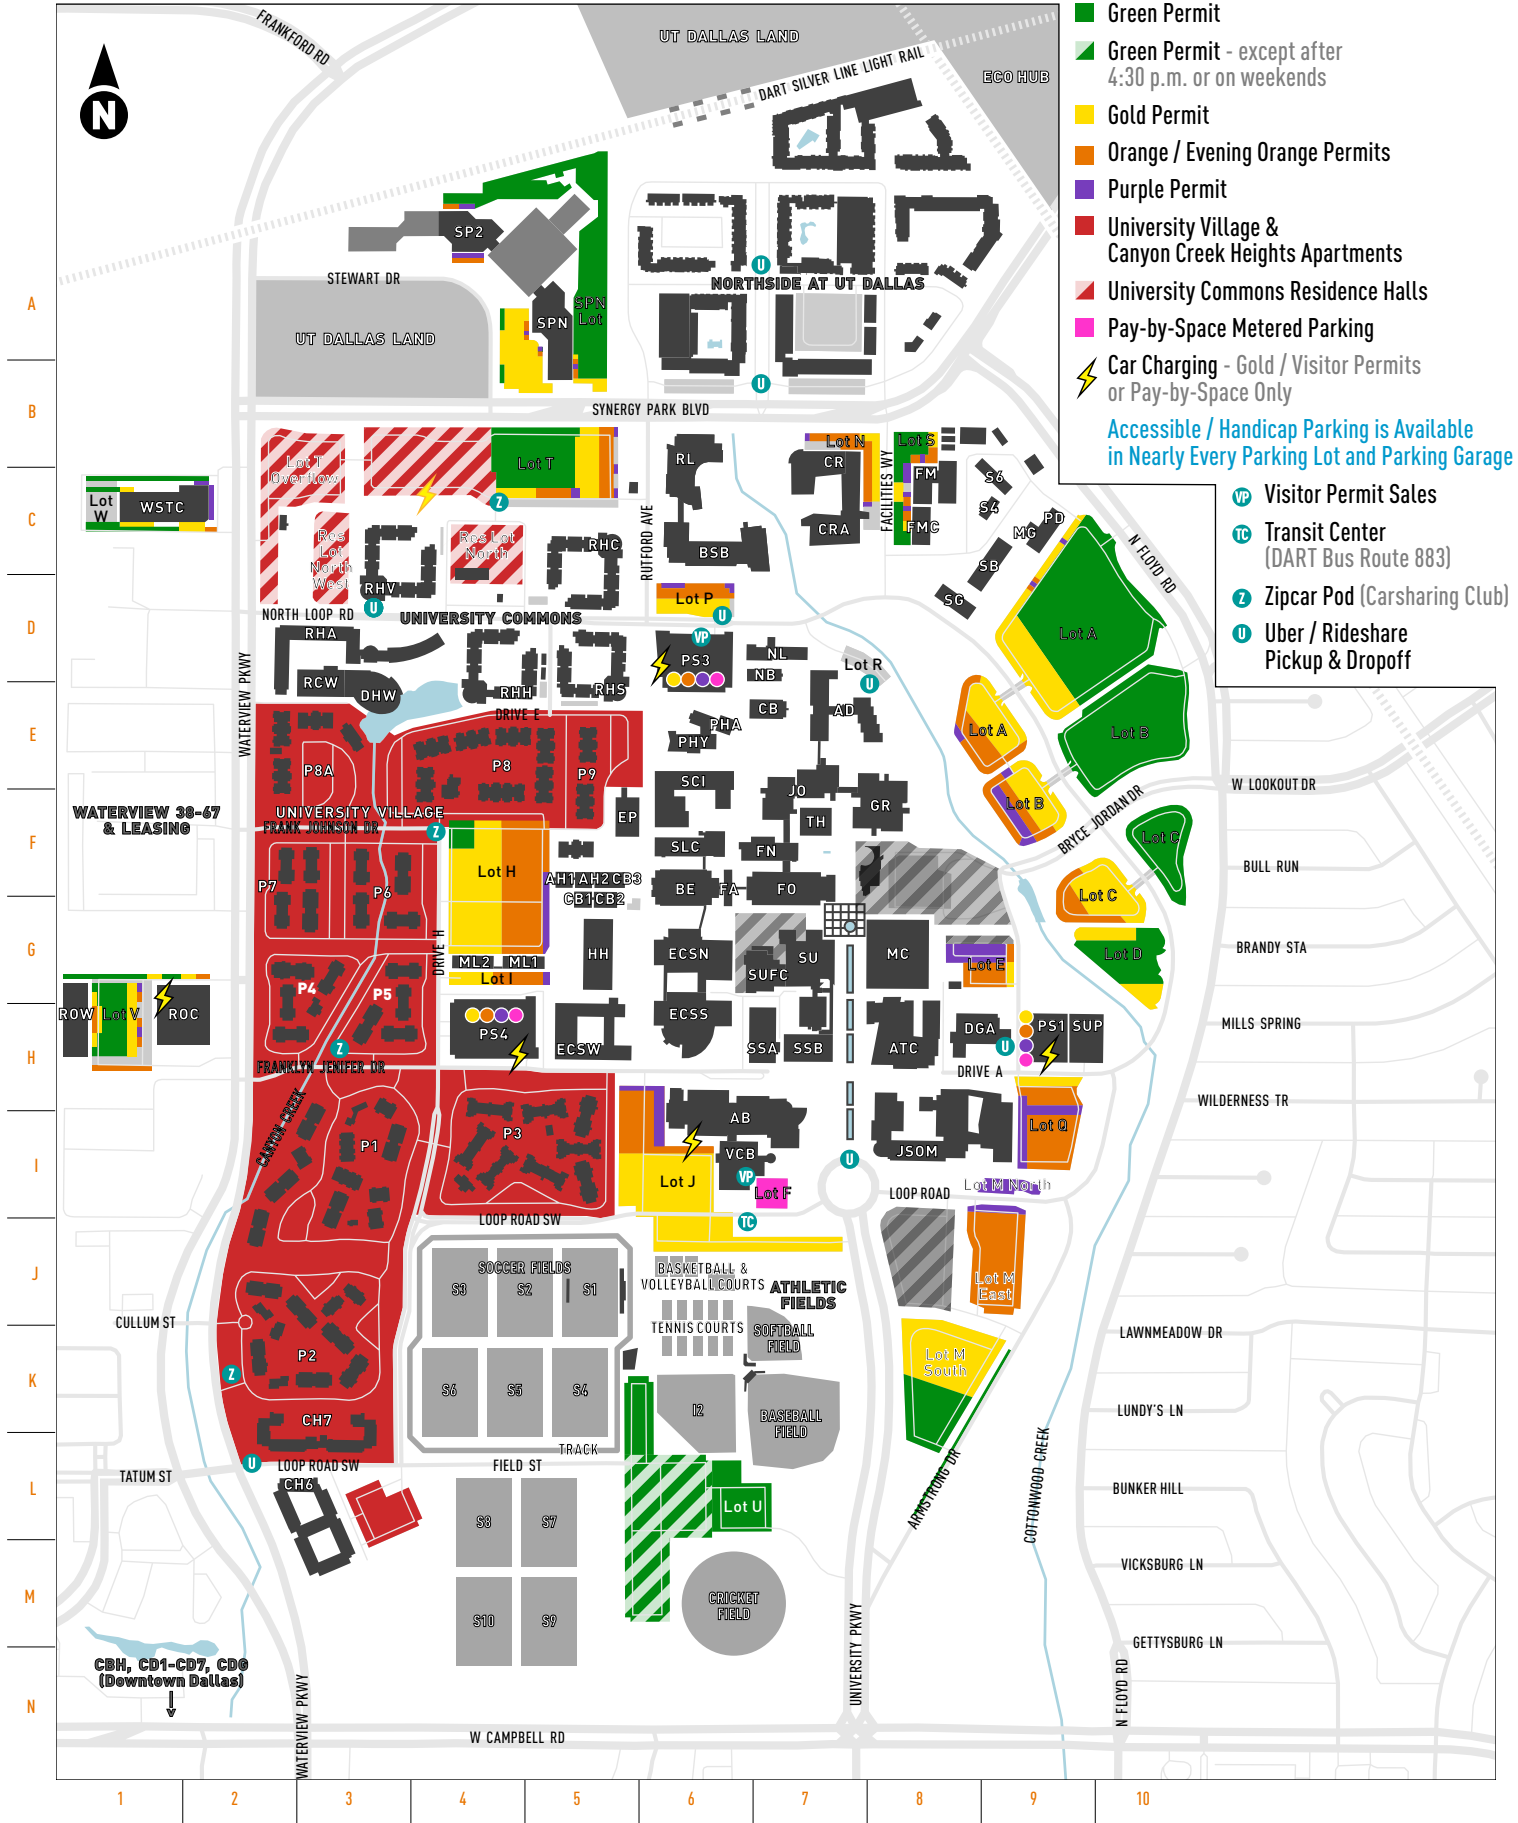 Green Permit
Green Permit - except after
4:30 p.m. or on weekends
Gold Permit
Orange / Evening Orange Permits
Purple Permit
University Village &
Canyon Creek Heights Apartments
University Commons Residence Halls
Pay-by-Space Metered Parking
Car Charging - Gold / Visitor Permits
or Pay-by-Space Only
Accessible / Handicap Parking is Available
in Nearly Every Parking Lot and Parking Garage
VP Visitor Permit Sales
TC Transit Center
(DART Bus Route 883)
Z Zipcar Pod (Carsharing Club)
U Uber / Rideshare
Pickup & Dropoff
N
FRANKFORD RD
UT DALLAS LAND
DART SILVER LINE LIGHT RAIL
ECO HUB
SP2
STEWART DR
UT DALLAS LAND
SPN
SPN
Lot
U
NORTHSIDE AT UT DALLAS
U
SYNERGY PARK BLVD
A
B
C
D
E
F
G
H
I
J
K
L
M
N
Lot T
Overflow
Lot T
Z
RL
Lot N
CR
CRA
FACILITIES WY
Lot S
FM
FMC
S6
S4
MG
PD
SB
SG
N FLOYD RD
Lot
W
WSTC
Res
Lot
North
West
RHV
U
Res Lot
North
RHC
RUTFORD AVE
BSB
Lot P
U
NORTH LOOP RD
UNIVERSITY COMMONS
RHA
RCW
DHW
RHH
RHS
DRIVE E
VP
PS3
NL
NB
CB
AD
Lot R
U
PHA
PHY
SCI
JO
TH
GR
Lot A
Lot A
Lot B
Lot B
BRYCE JORDAN DR
W LOOKOUT DR
Lot C
Lot C
Lot D
BULL RUN
BRANDY STA
MILLS SPRING
WILDERNESS TR
WATERVIEW PKWY
WATERVIEW 38-67
& LEASING
P8A
P8
P9
UNIVERSITY VILLAGE
FRANK JOHNSON DR
Z
EP
P7
P6
Lot H
AH1 AH2 CB3
CB1 CB2
SLC
FN
BE
FA
FO
DRIVE H
ML2
ML1
Lot I
HH
ECSN
SUFC
SU
MC
Lot E
P4
P5
PS4
ECSW
ECSS
SSA
SSB
ATC
DGA
U
PS1
SUP
ROW
Lot V
ROC
Z
FRANKLYN JENIFER DR
DRIVE A
CANYON CREEK
P1
P3
AB
VCB
VP
Lot J
Lot F
TC
U
JSOM
Lot Q
Lot M North
LOOP ROAD
LOOP ROAD SW
SOCCER FIELDS
S3
S2
S1
BASKETBALL &
VOLLEYBALL COURTS
ATHLETIC
FIELDS
TENNIS COURTS
SOFTBALL
FIELD
Lot M
East
Lot M
South
CULLUM ST
P2
Z
CH7
S6
S5
S4
I2
BASEBALL
FIELD
TRACK
LAWNMEADOW DR
LUNDY'S LN
BUNKER HILL
VICKSBURG LN
GETTYSBURG LN
TATUM ST
U
LOOP ROAD SW
CH6
FIELD ST
S8
S7
Lot U
ARMSTRONG DR
COTTONWOOD CREEK
S10
S9
CRICKET
FIELD
UNIVERSITY PKWY
N FLOYD RD
CBH, CD1-CD7, CDG
(Downtown Dallas)
WATERVIEW PKWY
W CAMPBELL RD
1
2
3
4
5
6
7
8
9
10